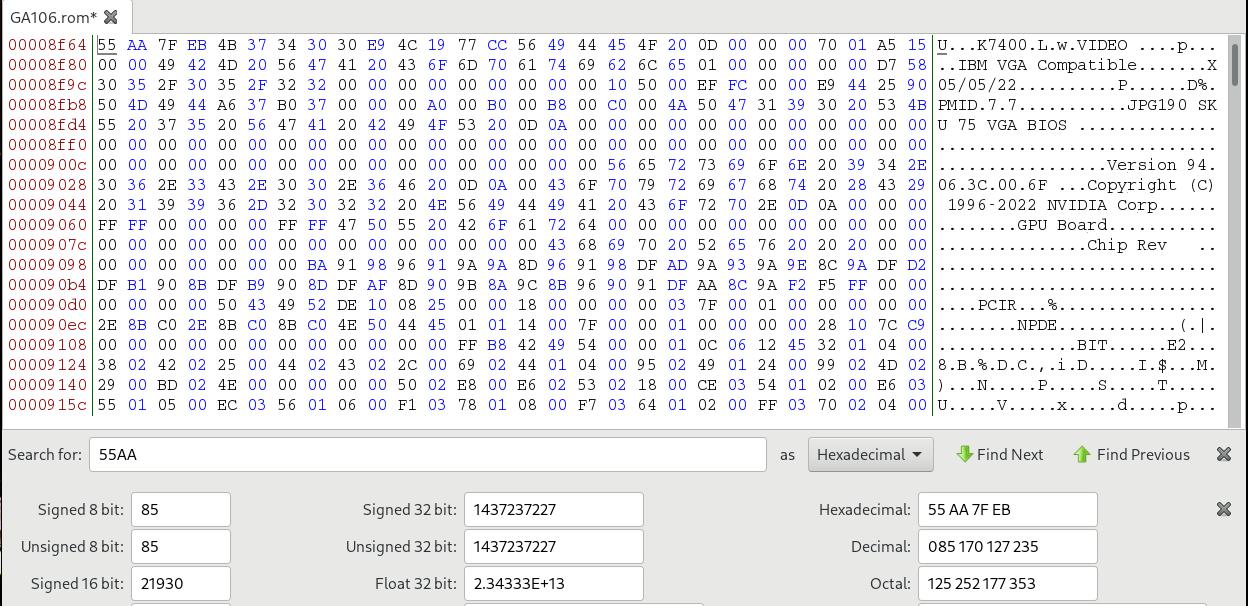 GA106.rom*
00008f64 55 AA 7F EB 4B 37 34 30 30 E9 4C 19 77 CC 56 49 44 45 4F 20 0D 00 00 00 70 01 A5 15 U...K7400.L.w.VIDEO ....p...
00008f80 00 00 49 42 4D 20 56 47 41 20 43 6F 6D 70 61 74 69 62 6C 65 01 00 00 00 00 00 D7 58 ..IBM VGA Compatible.......X
00008f9c 30 35 2F 30 35 2F 32 32 00 00 00 00 00 00 00 00 00 10 50 00 EF FC 00 00 E9 44 25 90 05/05/22..........P......D%.
00008fb8 50 4D 49 44 A6 37 B0 37 00 00 00 A0 00 B0 00 B8 00 C0 00 4A 50 47 31 39 30 20 53 4B PMID.7.7...........JPG190 SK
00008fd4 55 20 37 35 20 56 47 41 20 42 49 4F 53 20 0D 0A 00 00 00 00 00 00 00 00 00 00 00 00 U 75 VGA BIOS ..............
00008ff0 00 00 00 00 00 00 00 00 00 00 00 00 00 00 00 00 00 00 00 00 00 00 00 00 00 00 00 00 ............................
0000900c 00 00 00 00 00 00 00 00 00 00 00 00 00 00 00 00 00 56 65 72 73 69 6F 6E 20 39 34 2E .................Version 94.
00009028 30 36 2E 33 43 2E 30 30 2E 36 46 20 0D 0A 00 43 6F 70 79 72 69 67 68 74 20 28 43 29 06.3C.00.6F ...Copyright (C)
00009044 20 31 39 39 36 2D 32 30 32 32 20 4E 56 49 44 49 41 20 43 6F 72 70 2E 0D 0A 00 00 00 1996-2022 NVIDIA Corp......
00009060 FF FF 00 00 00 00 FF FF 47 50 55 20 42 6F 61 72 64 00 00 00 00 00 00 00 00 00 00 00 ........GPU Board...........
0000907c 00 00 00 00 00 00 00 00 00 00 00 00 00 00 00 43 68 69 70 20 52 65 76 20 20 20 00 00 ...............Chip Rev   ..
00009098 00 00 00 00 00 00 00 BA 91 98 96 91 9A 9A 8D 96 91 98 DF AD 9A 93 9A 9E 8C 9A DF D2 ............................
000090b4 DF B1 90 8B DF B9 90 8D DF AF 8D 90 9B 8A 9C 8B 96 90 91 DF AA 8C 9A F2 F5 FF 00 00 ............................
000090d0 00 00 00 00 50 43 49 52 DE 10 08 25 00 00 18 00 00 00 00 03 7F 00 01 00 00 00 00 00 ....PCIR...%................
000090ec 2E 8B C0 2E 8B C0 8B C0 4E 50 44 45 01 01 14 00 7F 00 00 01 00 00 00 00 28 10 7C C9 ........NPDE............(.|.
00009108 00 00 00 00 00 00 00 00 00 00 00 00 FF B8 42 49 54 00 00 01 0C 06 12 45 32 01 04 00 ..............BIT......E2...
00009124 38 02 42 02 25 00 44 02 43 02 2C 00 69 02 44 01 04 00 95 02 49 01 24 00 99 02 4D 02 8.B.%.D.C.,.i.D.....I.$...M.
00009140 29 00 BD 02 4E 00 00 00 00 00 50 02 E8 00 E6 02 53 02 18 00 CE 03 54 01 02 00 E6 03 )...N.....P.....S.....T.....
0000915c 55 01 05 00 EC 03 56 01 06 00 F1 03 78 01 08 00 F7 03 64 01 02 00 FF 03 70 02 04 00 U.....V.....x.....d.....p...
Search for: 55AA as Hexadecimal Find Next Find Previous
Signed 8 bit: 85 Signed 32 bit: 1437237227 Hexadecimal: 55 AA 7F EB
Unsigned 8 bit: 85 Unsigned 32 bit: 1437237227 Decimal: 085 170 127 235
Signed 16 bit: 21930 Float 32 bit: 2.34333E+13 Octal: 125 252 177 353